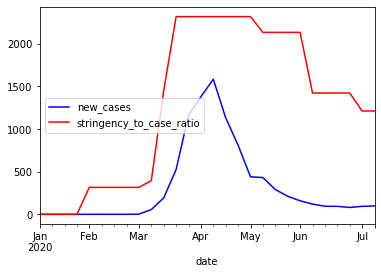 2000
1500
1000
500
0
new_cases
stringency_to_case_ratio
Jan Feb Mar Apr May Jun Jul
2020
date